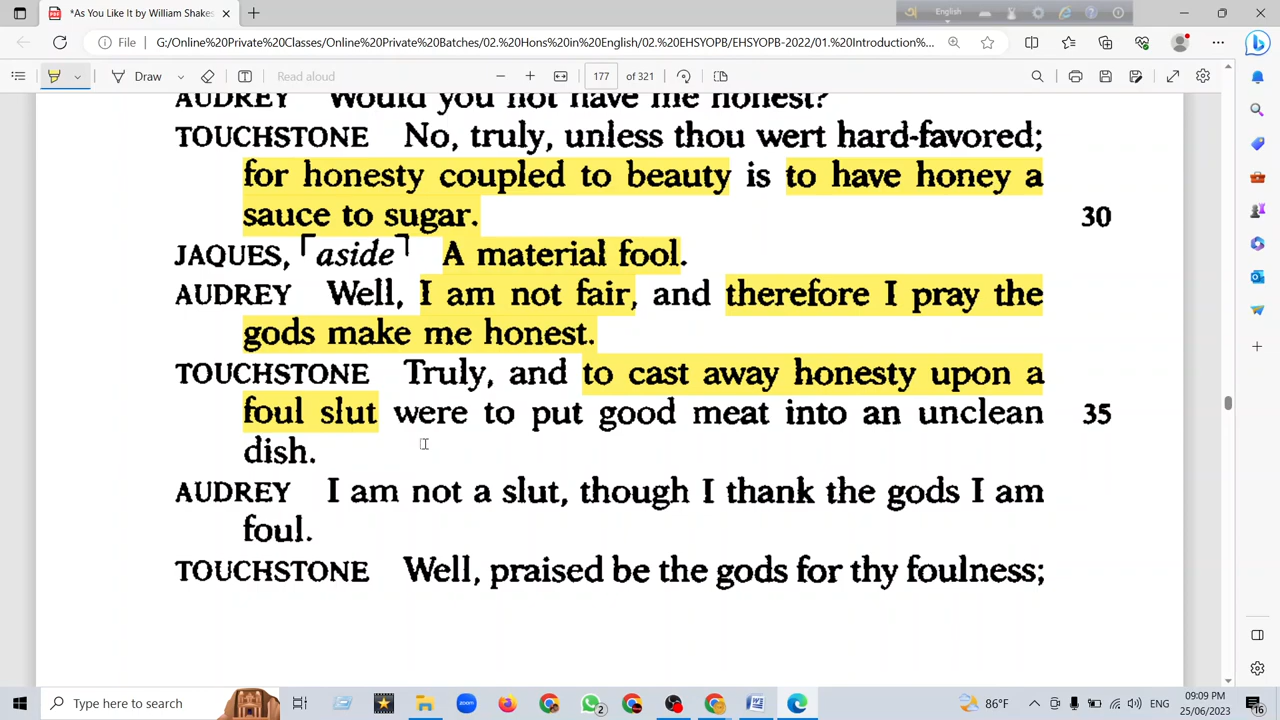 *As You Like It by William Shakes
English
File
G:/Online%20Private%20Classes/Online%20Private%20Batches/02.%20Hons%20in%20English/02.%20EHSYOPB/EHSYOPB-2022/01.%20Introduction%...
Draw
Read aloud
177 of 321
AUDREY Would you not have me honest?
TOUCHSTONE No, truly, unless thou wert hard-favored;
for honesty coupled to beauty is to have honey a
sauce to sugar. 30
JAQUES, ⌈aside⌉ A material fool.
AUDREY Well, I am not fair, and therefore I pray the
gods make me honest.
TOUCHSTONE Truly, and to cast away honesty upon a
foul slut were to put good meat into an unclean 35
dish.
AUDREY I am not a slut, though I thank the gods I am
foul.
TOUCHSTONE Well, praised be the gods for thy foulness;
Type here to search
zoom
2
86°F
ENG
09:09 PM
25/06/2023
16